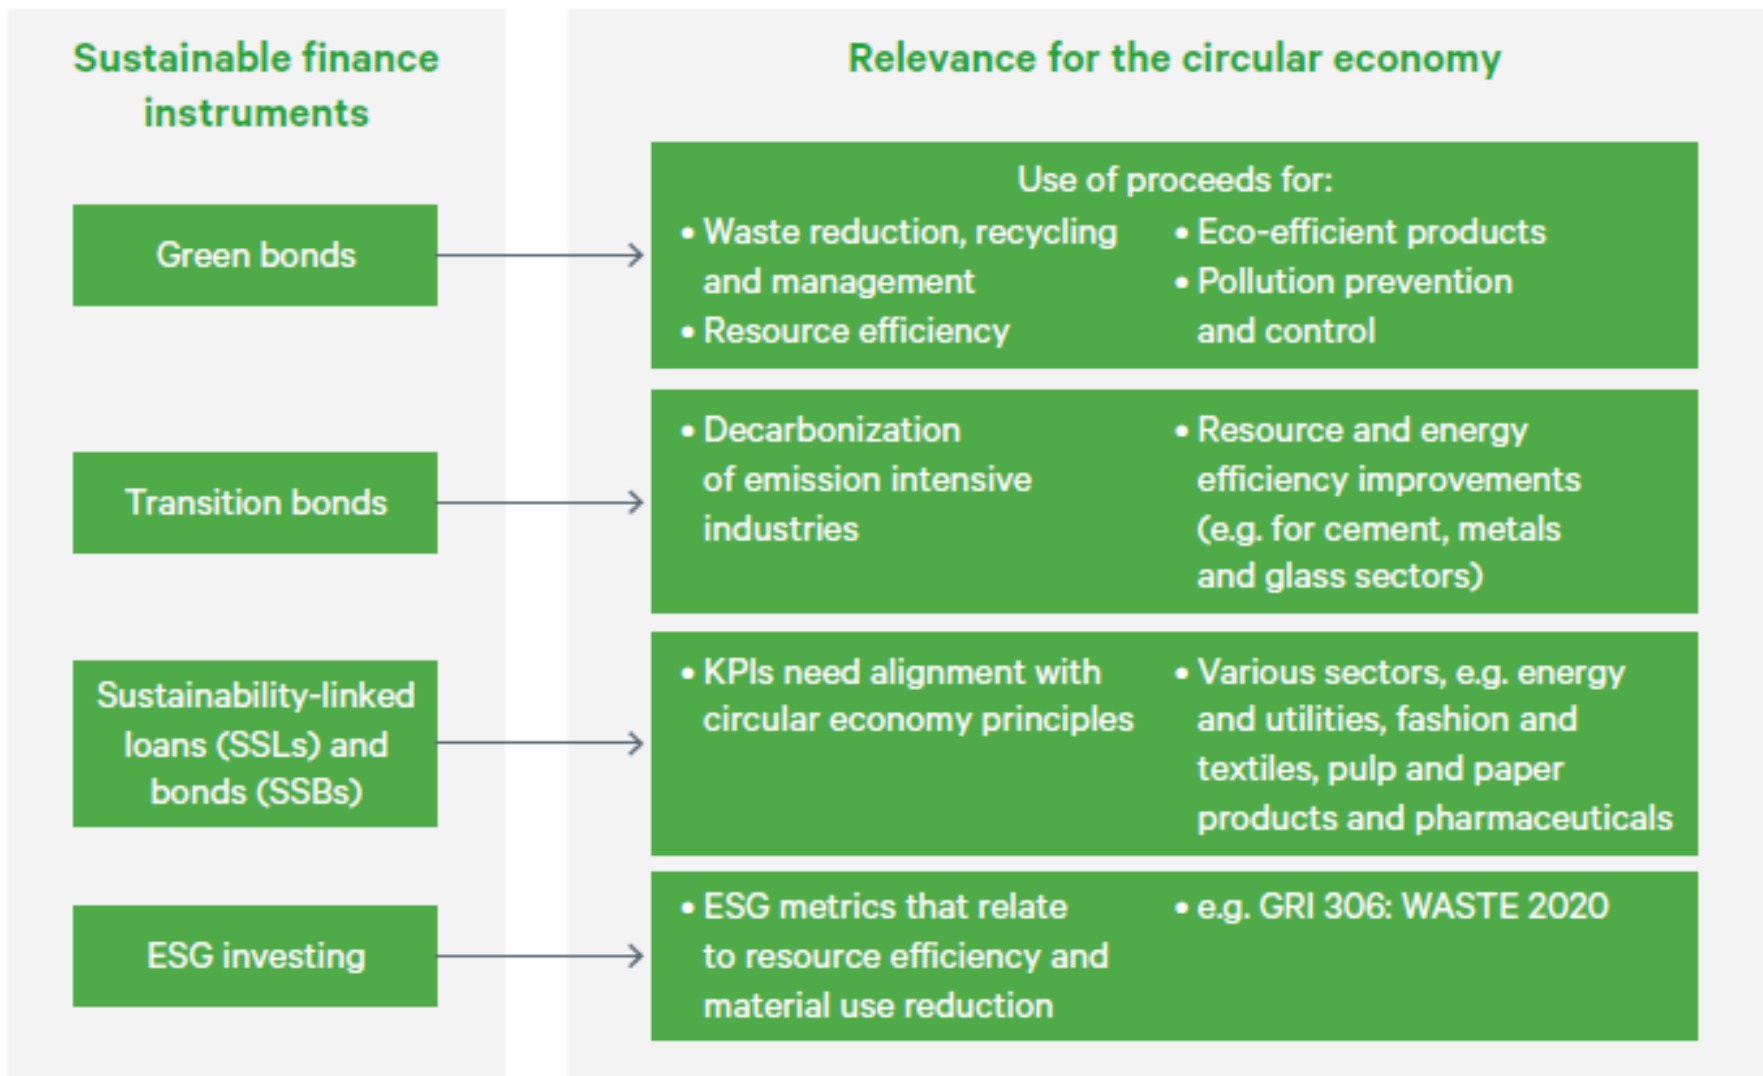 Sustainable finance
instruments
Relevance for the circular economy
Green bonds
Use of proceeds for:
• Waste reduction, recycling
and management
• Resource efficiency
• Eco-efficient products
• Pollution prevention
and control
Transition bonds
• Decarbonization
of emission intensive
industries
• Resource and energy
efficiency improvements
(e.g. for cement, metals
and glass sectors)
Sustainability-linked
loans (SSLs) and
bonds (SSBs)
• KPIs need alignment with
circular economy principles
• Various sectors, e.g. energy
and utilities, fashion and
textiles, pulp and paper
products and pharmaceuticals
ESG investing
• ESG metrics that relate
to resource efficiency and
material use reduction
• e.g. GRI 306: WASTE 2020